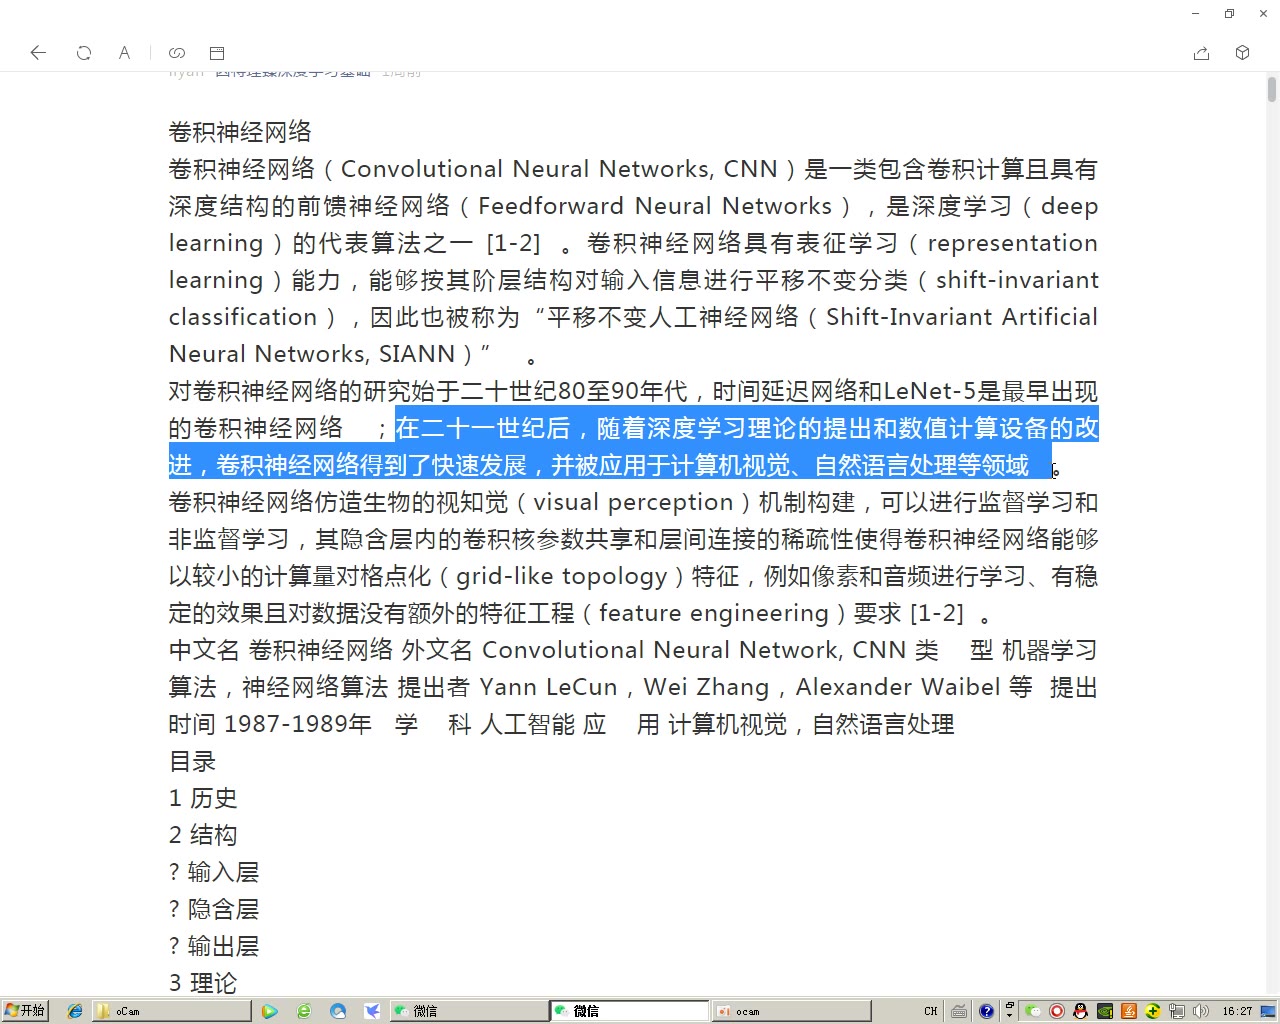 A
卷积神经网络
卷积神经网络（Convolutional Neural Networks, CNN）是一类包含卷积计算且具有
深度结构的前馈神经网络（Feedforward Neural Networks），是深度学习（deep
learning）的代表算法之一 [1-2] 。卷积神经网络具有表征学习（representation
learning）能力，能够按其阶层结构对输入信息进行平移不变分类（shift-invariant
classification），因此也被称为“平移不变人工神经网络（Shift-Invariant Artificial
Neural Networks, SIANN）” 。
对卷积神经网络的研究始于二十世纪80至90年代，时间延迟网络和LeNet-5是最早出现
的卷积神经网络 ；在二十一世纪后，随着深度学习理论的提出和数值计算设备的改
进，卷积神经网络得到了快速发展，并被应用于计算机视觉、自然语言处理等领域 。
卷积神经网络仿造生物的视知觉（visual perception）机制构建，可以进行监督学习和
非监督学习，其隐含层内的卷积核参数共享和层间连接的稀疏性使得卷积神经网络能够
以较小的计算量对格点化（grid-like topology）特征，例如像素和音频进行学习、有稳
定的效果且对数据没有额外的特征工程（feature engineering）要求 [1-2] 。
中文名 卷积神经网络 外文名 Convolutional Neural Network, CNN 类 型 机器学习
算法，神经网络算法 提出者 Yann LeCun，Wei Zhang，Alexander Waibel 等 提出
时间 1987-1989年 学 科 人工智能 应 用 计算机视觉，自然语言处理
目录
1 历史
2 结构
? 输入层
? 隐含层
? 输出层
3 理论
开始 oCam 微信 微信 ocam CH 16:27